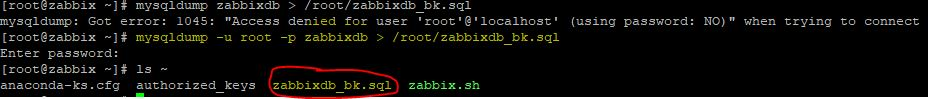 [root@zabbix ~]# mysqldump zabbixdb > /root/zabbixdb_bk.sql
mysqldump: Got error: 1045: "Access denied for user 'root'@'localhost' (using password: NO)" when trying to connect
[root@zabbix ~]# mysqldump -u root -p zabbixdb > /root/zabbixdb_bk.sql
Enter password:
[root@zabbix ~]# ls ~
anaconda-ks.cfg authorized_keys zabbixdb_bk.sql zabbix.sh